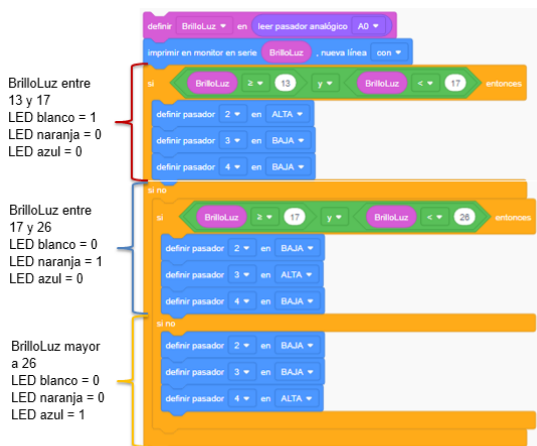 definir BrilloLuz en leer pasador analógico A0
imprimir en monitor en serie BrilloLuz , nueva línea con
BrilloLuz entre
13 y 17
LED blanco = 1
LED naranja = 0
LED azul = 0
si BrilloLuz ≥ 13 y BrilloLuz < 17 entonces
definir pasador 2 en ALTA
definir pasador 3 en BAJA
definir pasador 4 en BAJA
si no
BrilloLuz entre
17 y 26
LED blanco = 0
LED naranja = 1
LED azul = 0
si BrilloLuz ≥ 17 y BrilloLuz < 26 entonces
definir pasador 2 en BAJA
definir pasador 3 en ALTA
definir pasador 4 en BAJA
si no
BrilloLuz mayor
a 26
LED blanco = 0
LED naranja = 0
LED azul = 1
definir pasador 2 en BAJA
definir pasador 3 en BAJA
definir pasador 4 en ALTA